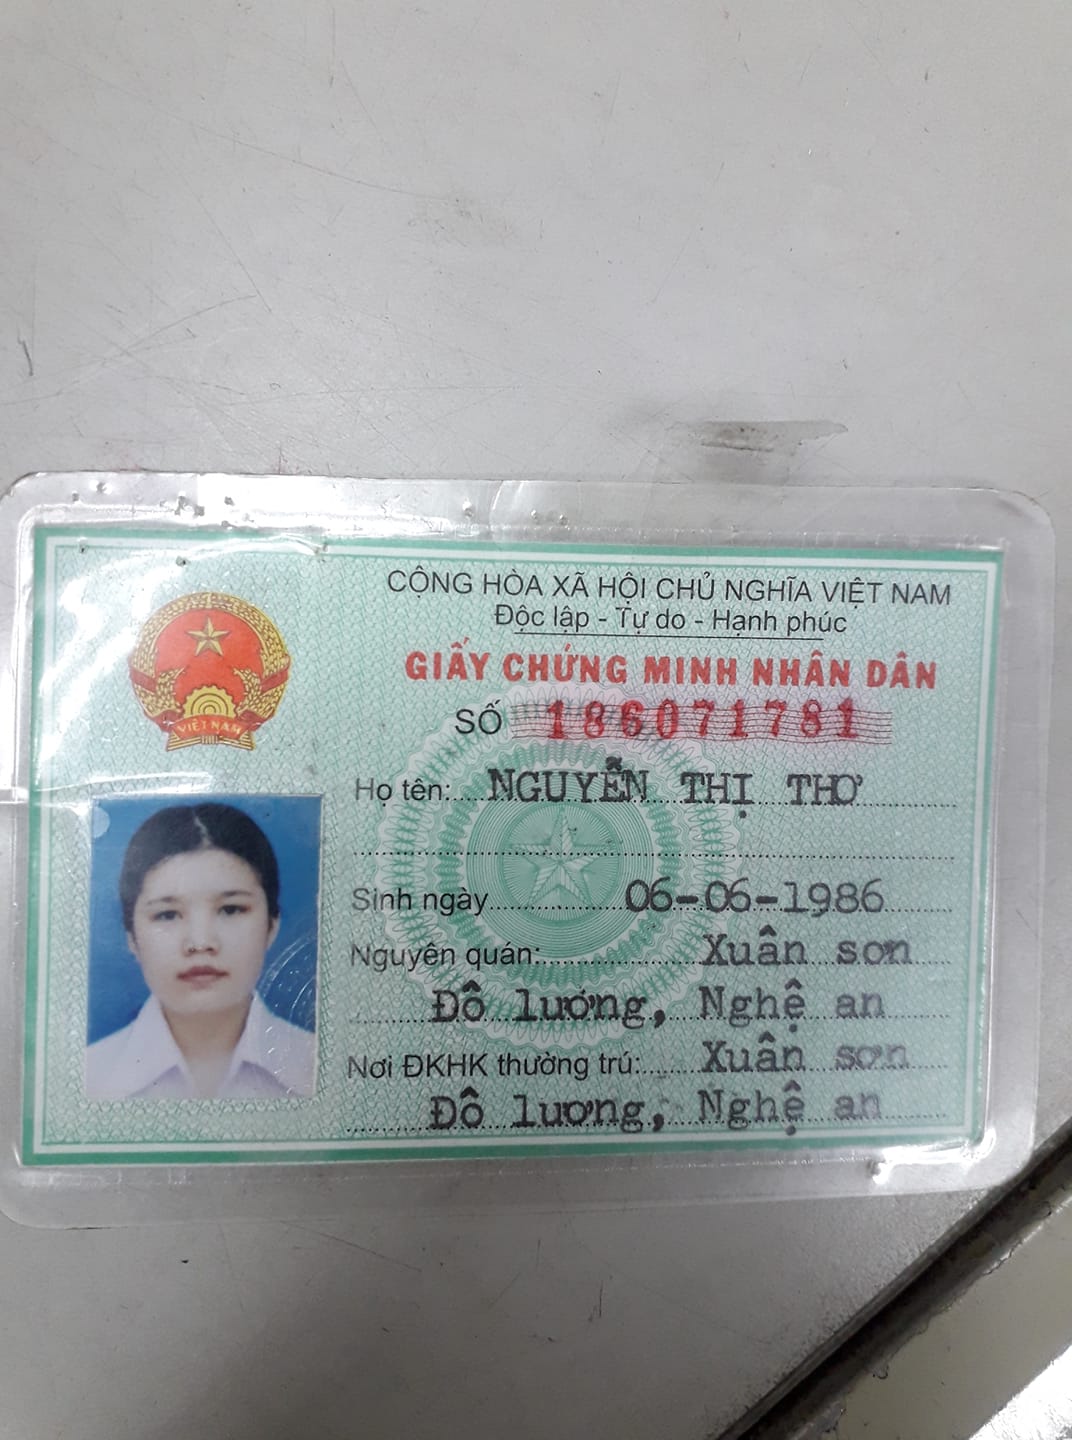 CỘNG HÒA XÃ HỘI CHỦ NGHĨA VIỆT NAM
Độc lập - Tự do - Hạnh phúc
GIẤY CHỨNG MINH NHÂN DÂN
SỐ 186071781
VIỆT NAM
Họ tên: NGUYỄN THỊ THƠ
Sinh ngày 06-06-1986
Nguyên quán: Xuân sơn
Đô lương, Nghệ an
Nơi ĐKHK thường trú: Xuân sơn
Đô lương, Nghệ an